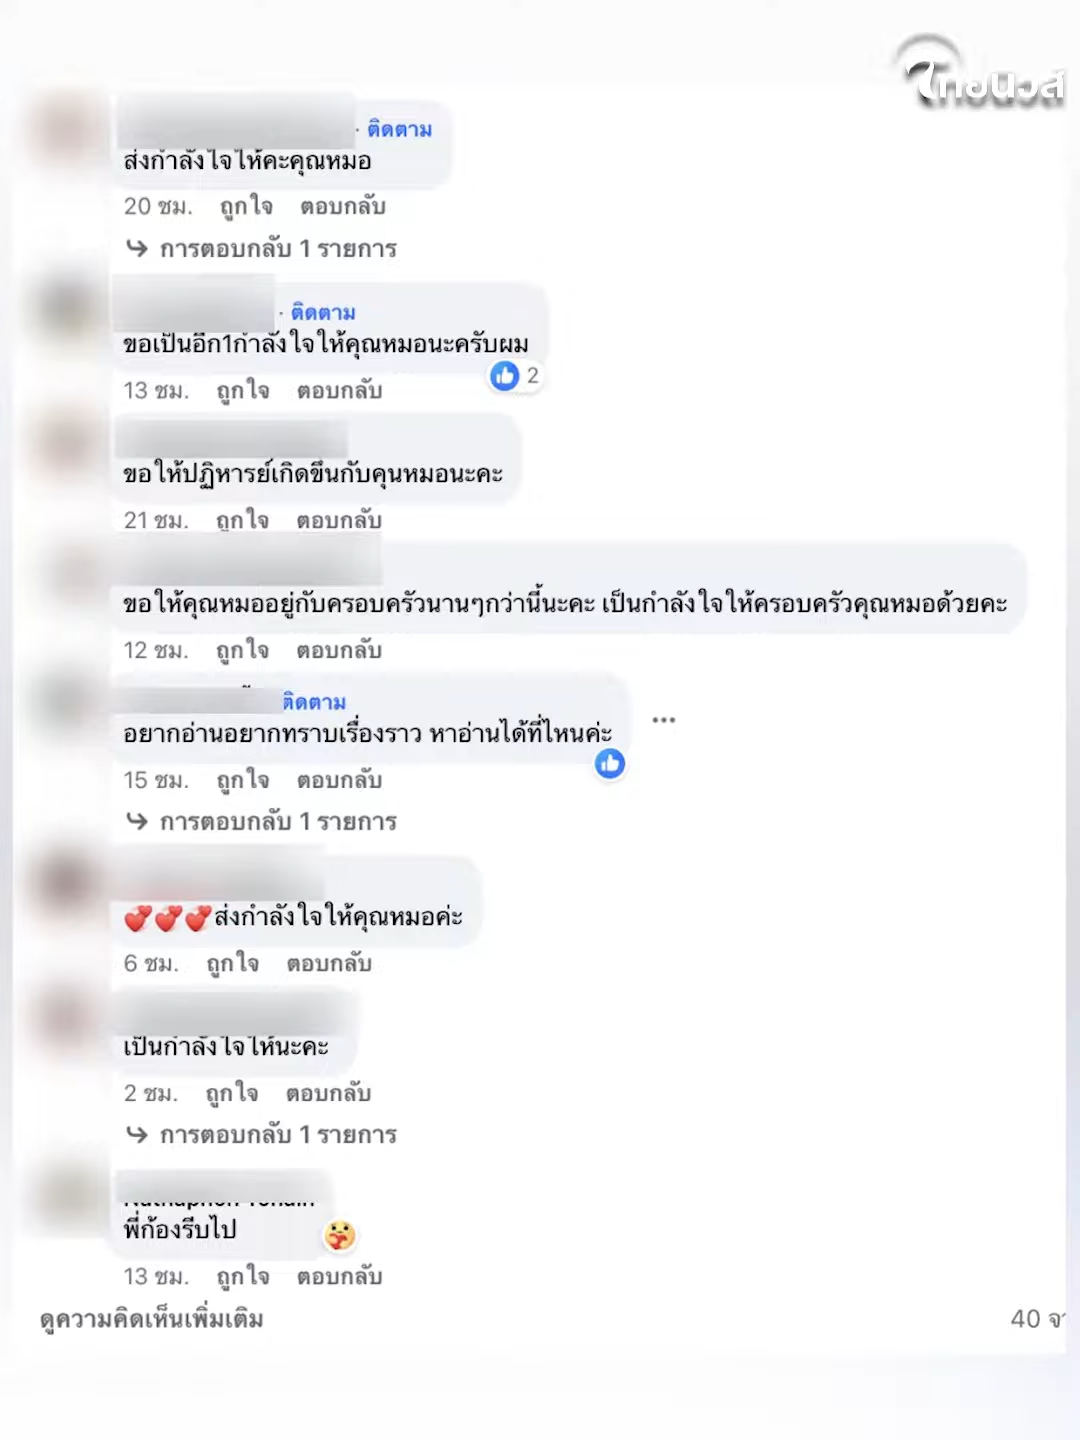 ไทยนิวส์
· ติดตาม
ส่งกำลังใจให้คะคุณหมอ
20 ชม. ถูกใจ ตอบกลับ
การตอบกลับ 1 รายการ
· ติดตาม
ขอเป็นอีก1กำลังใจให้คุณหมอนะครับผม
2
13 ชม. ถูกใจ ตอบกลับ
ขอให้ปฏิหารย์เกิดขึ้นกับคุนหมอนะคะ
21 ชม. ถูกใจ ตอบกลับ
ขอให้คุณหมออยู่กับครอบครัวนานๆกว่านี้นะคะ เป็นกำลังใจให้ครอบครัวคุณหมอด้วยคะ
12 ชม. ถูกใจ ตอบกลับ
ติดตาม
อยากอ่านอยากทราบเรื่องราว หาอ่านได้ที่ไหนค่ะ
15 ชม. ถูกใจ ตอบกลับ
การตอบกลับ 1 รายการ
💞💞💞ส่งกำลังใจให้คุณหมอค่ะ
6 ชม. ถูกใจ ตอบกลับ
เป็นกำลังใจให้นะคะ
2 ชม. ถูกใจ ตอบกลับ
การตอบกลับ 1 รายการ
พี่ก้องรีบไป
13 ชม. ถูกใจ ตอบกลับ
ดูความคิดเห็นเพิ่มเติม
40 จา